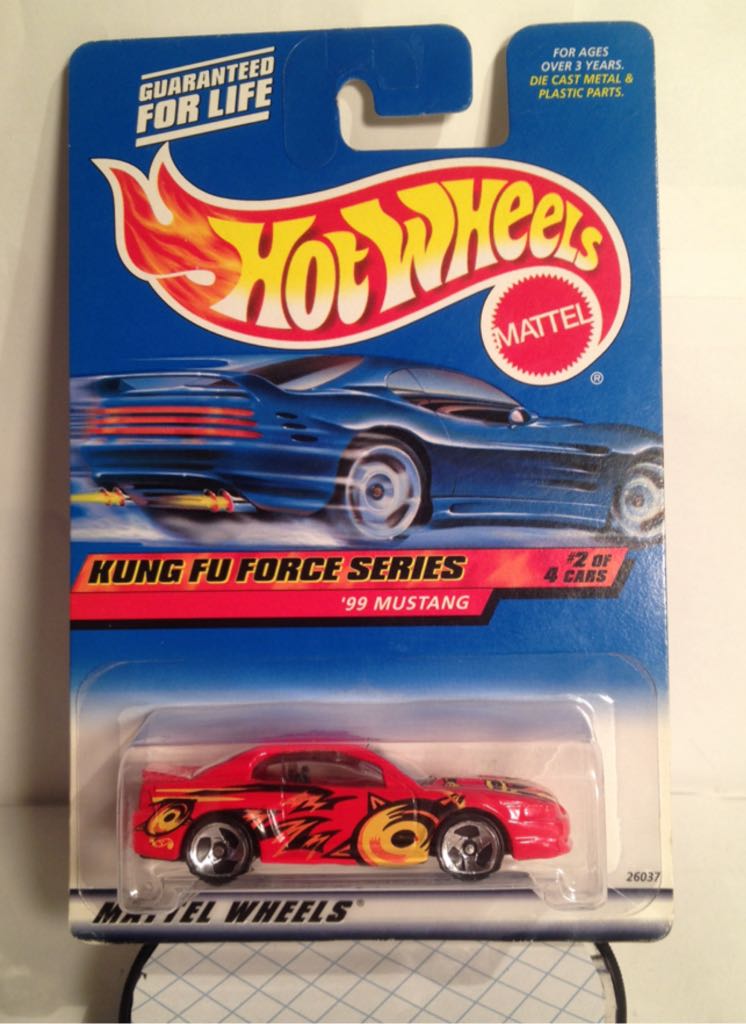 GUARANTEED
FOR LIFE
FOR AGES
OVER 3 YEARS.
DIE CAST METAL &
PLASTIC PARTS.
HOT WHEELS
MATTEL
®
KUNG FU FORCE SERIES
#2 OF
4 CARS
'99 MUSTANG
26037
MATTEL WHEELS®